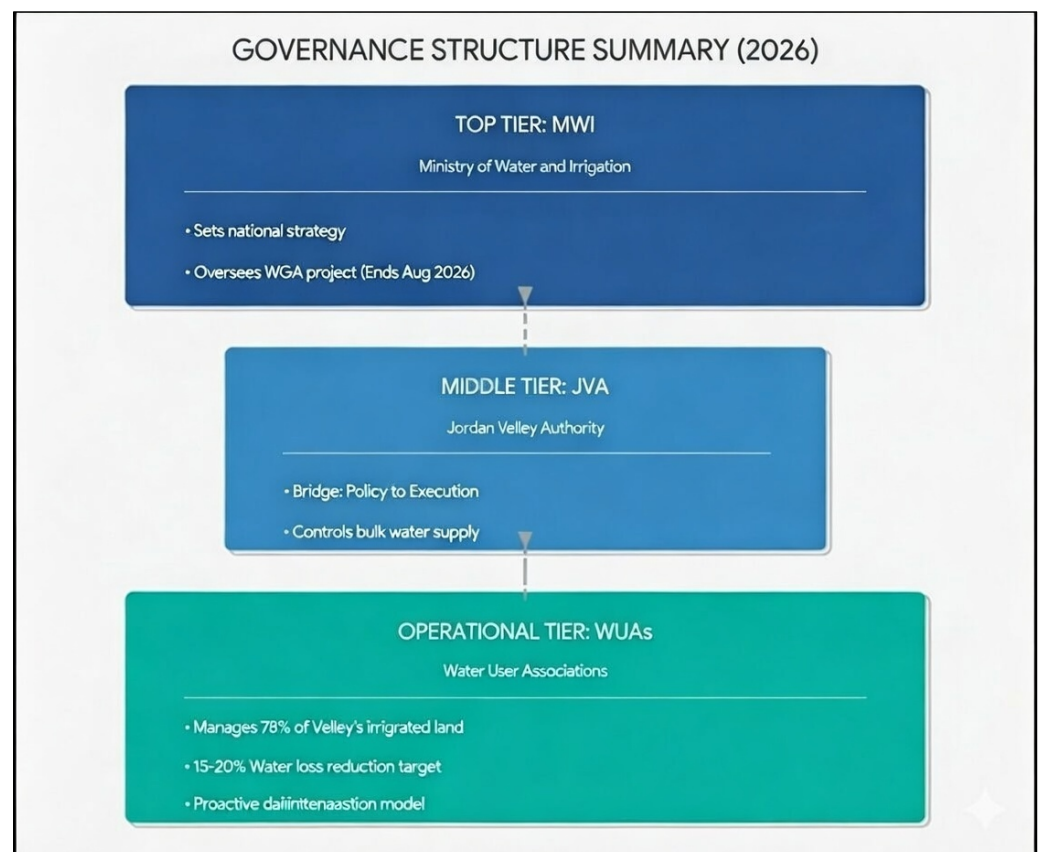 GOVERNANCE STRUCTURE SUMMARY (2026)
TOP TIER: MWI
Ministry of Water and Irrigation
• Sets national strategy
• Oversees WGA project (Ends Aug 2026)
MIDDLE TIER: JVA
Jordan Velley Authority
• Bridge: Policy to Execution
• Controls bulk water supply
OPERATIONAL TIER: WUAs
Water User Associations
• Manages 78% of Velley's irrigrated land
• 15-20% Water loss reduction target
• Proactive model